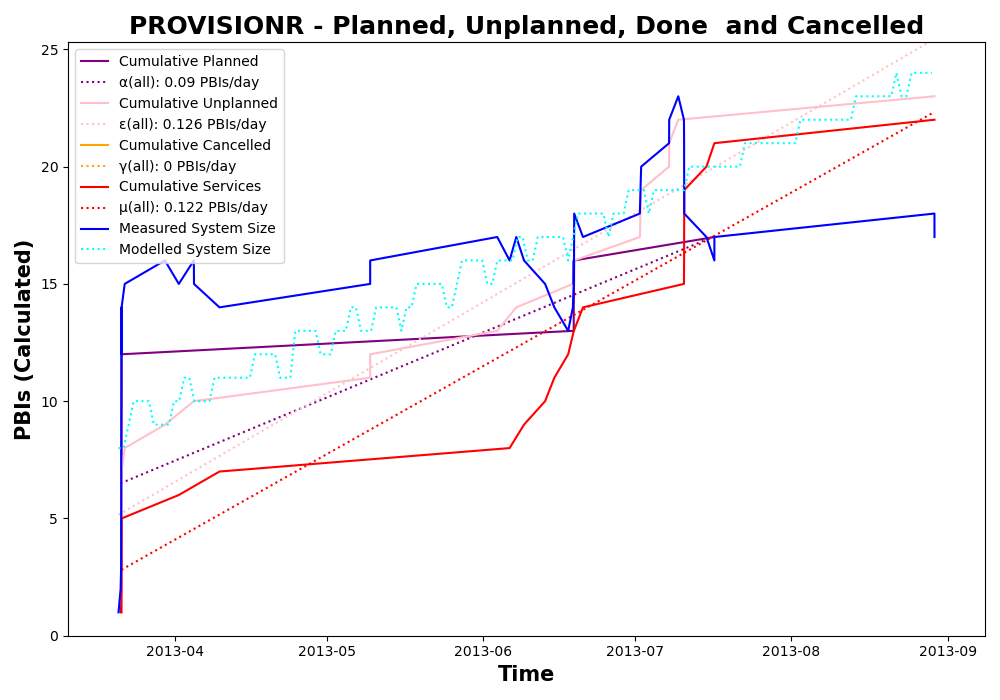 PROVISIONR - Planned, Unplanned, Done  and Cancelled
Cumulative Planned
α(all): 0.09 PBIs/day
Cumulative Unplanned
ε(all): 0.126 PBIs/day
Cumulative Cancelled
γ(all): 0 PBIs/day
Cumulative Services
μ(all): 0.122 PBIs/day
Measured System Size
Modelled System Size
PBIs (Calculated)
25
20
15
10
5
0
2013-04 2013-05 2013-06 2013-07 2013-08 2013-09
Time